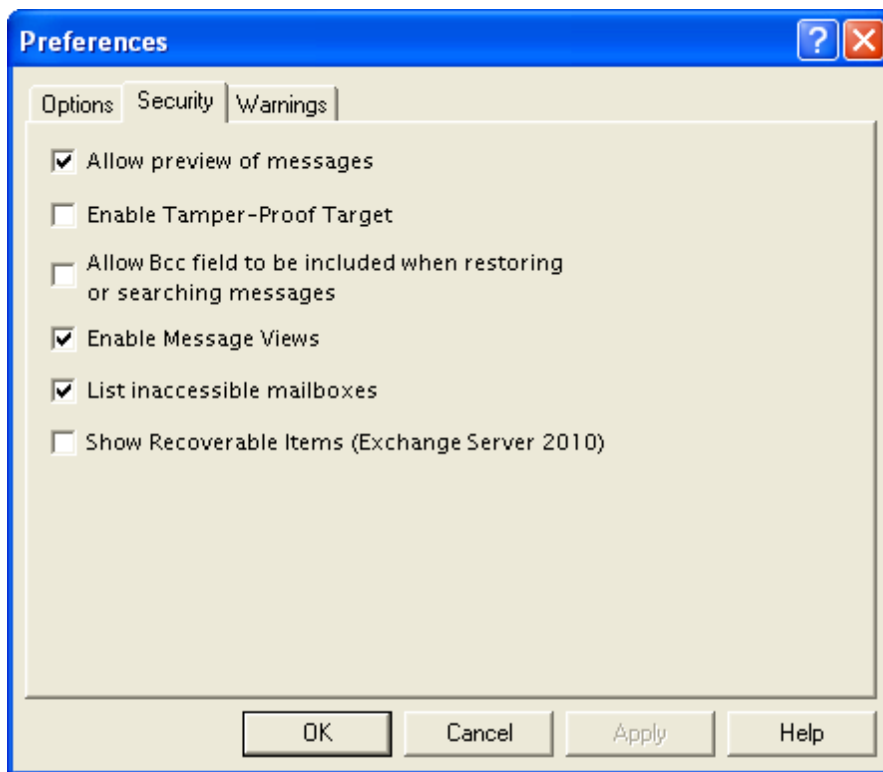 Preferences
Options Security Warnings
Allow preview of messages
Enable Tamper-Proof Target
Allow Bcc field to be included when restoring
or searching messages
Enable Message Views
List inaccessible mailboxes
Show Recoverable Items (Exchange Server 2010)
OK Cancel Apply Help